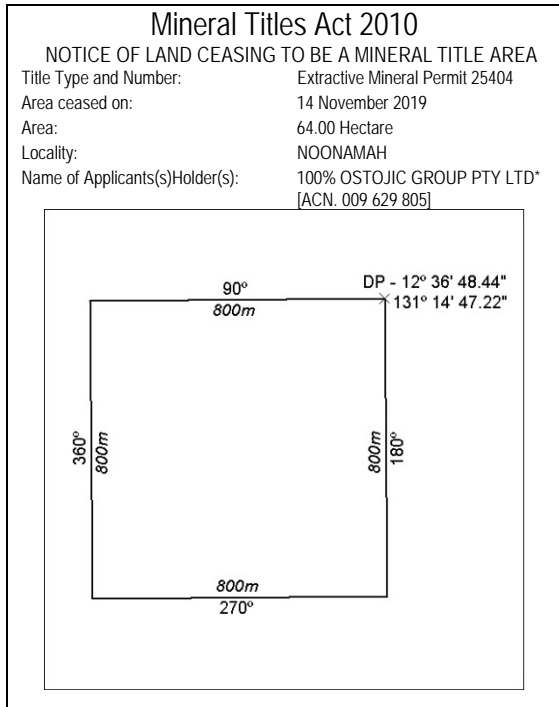 Mineral Titles Act 2010
NOTICE OF LAND CEASING TO BE A MINERAL TITLE AREA
Title Type and Number: Extractive Mineral Permit 25404
Area ceased on: 14 November 2019
Area: 64.00 Hectare
Locality: NOONAMAH
Name of Applicants(s)Holder(s): 100% OSTOJIC GROUP PTY LTD*
[ACN. 009 629 805]
DP - 12º 36' 48.44"
131º 14' 47.22"
90º
800m
360º
800m
800m
180º
800m
270º